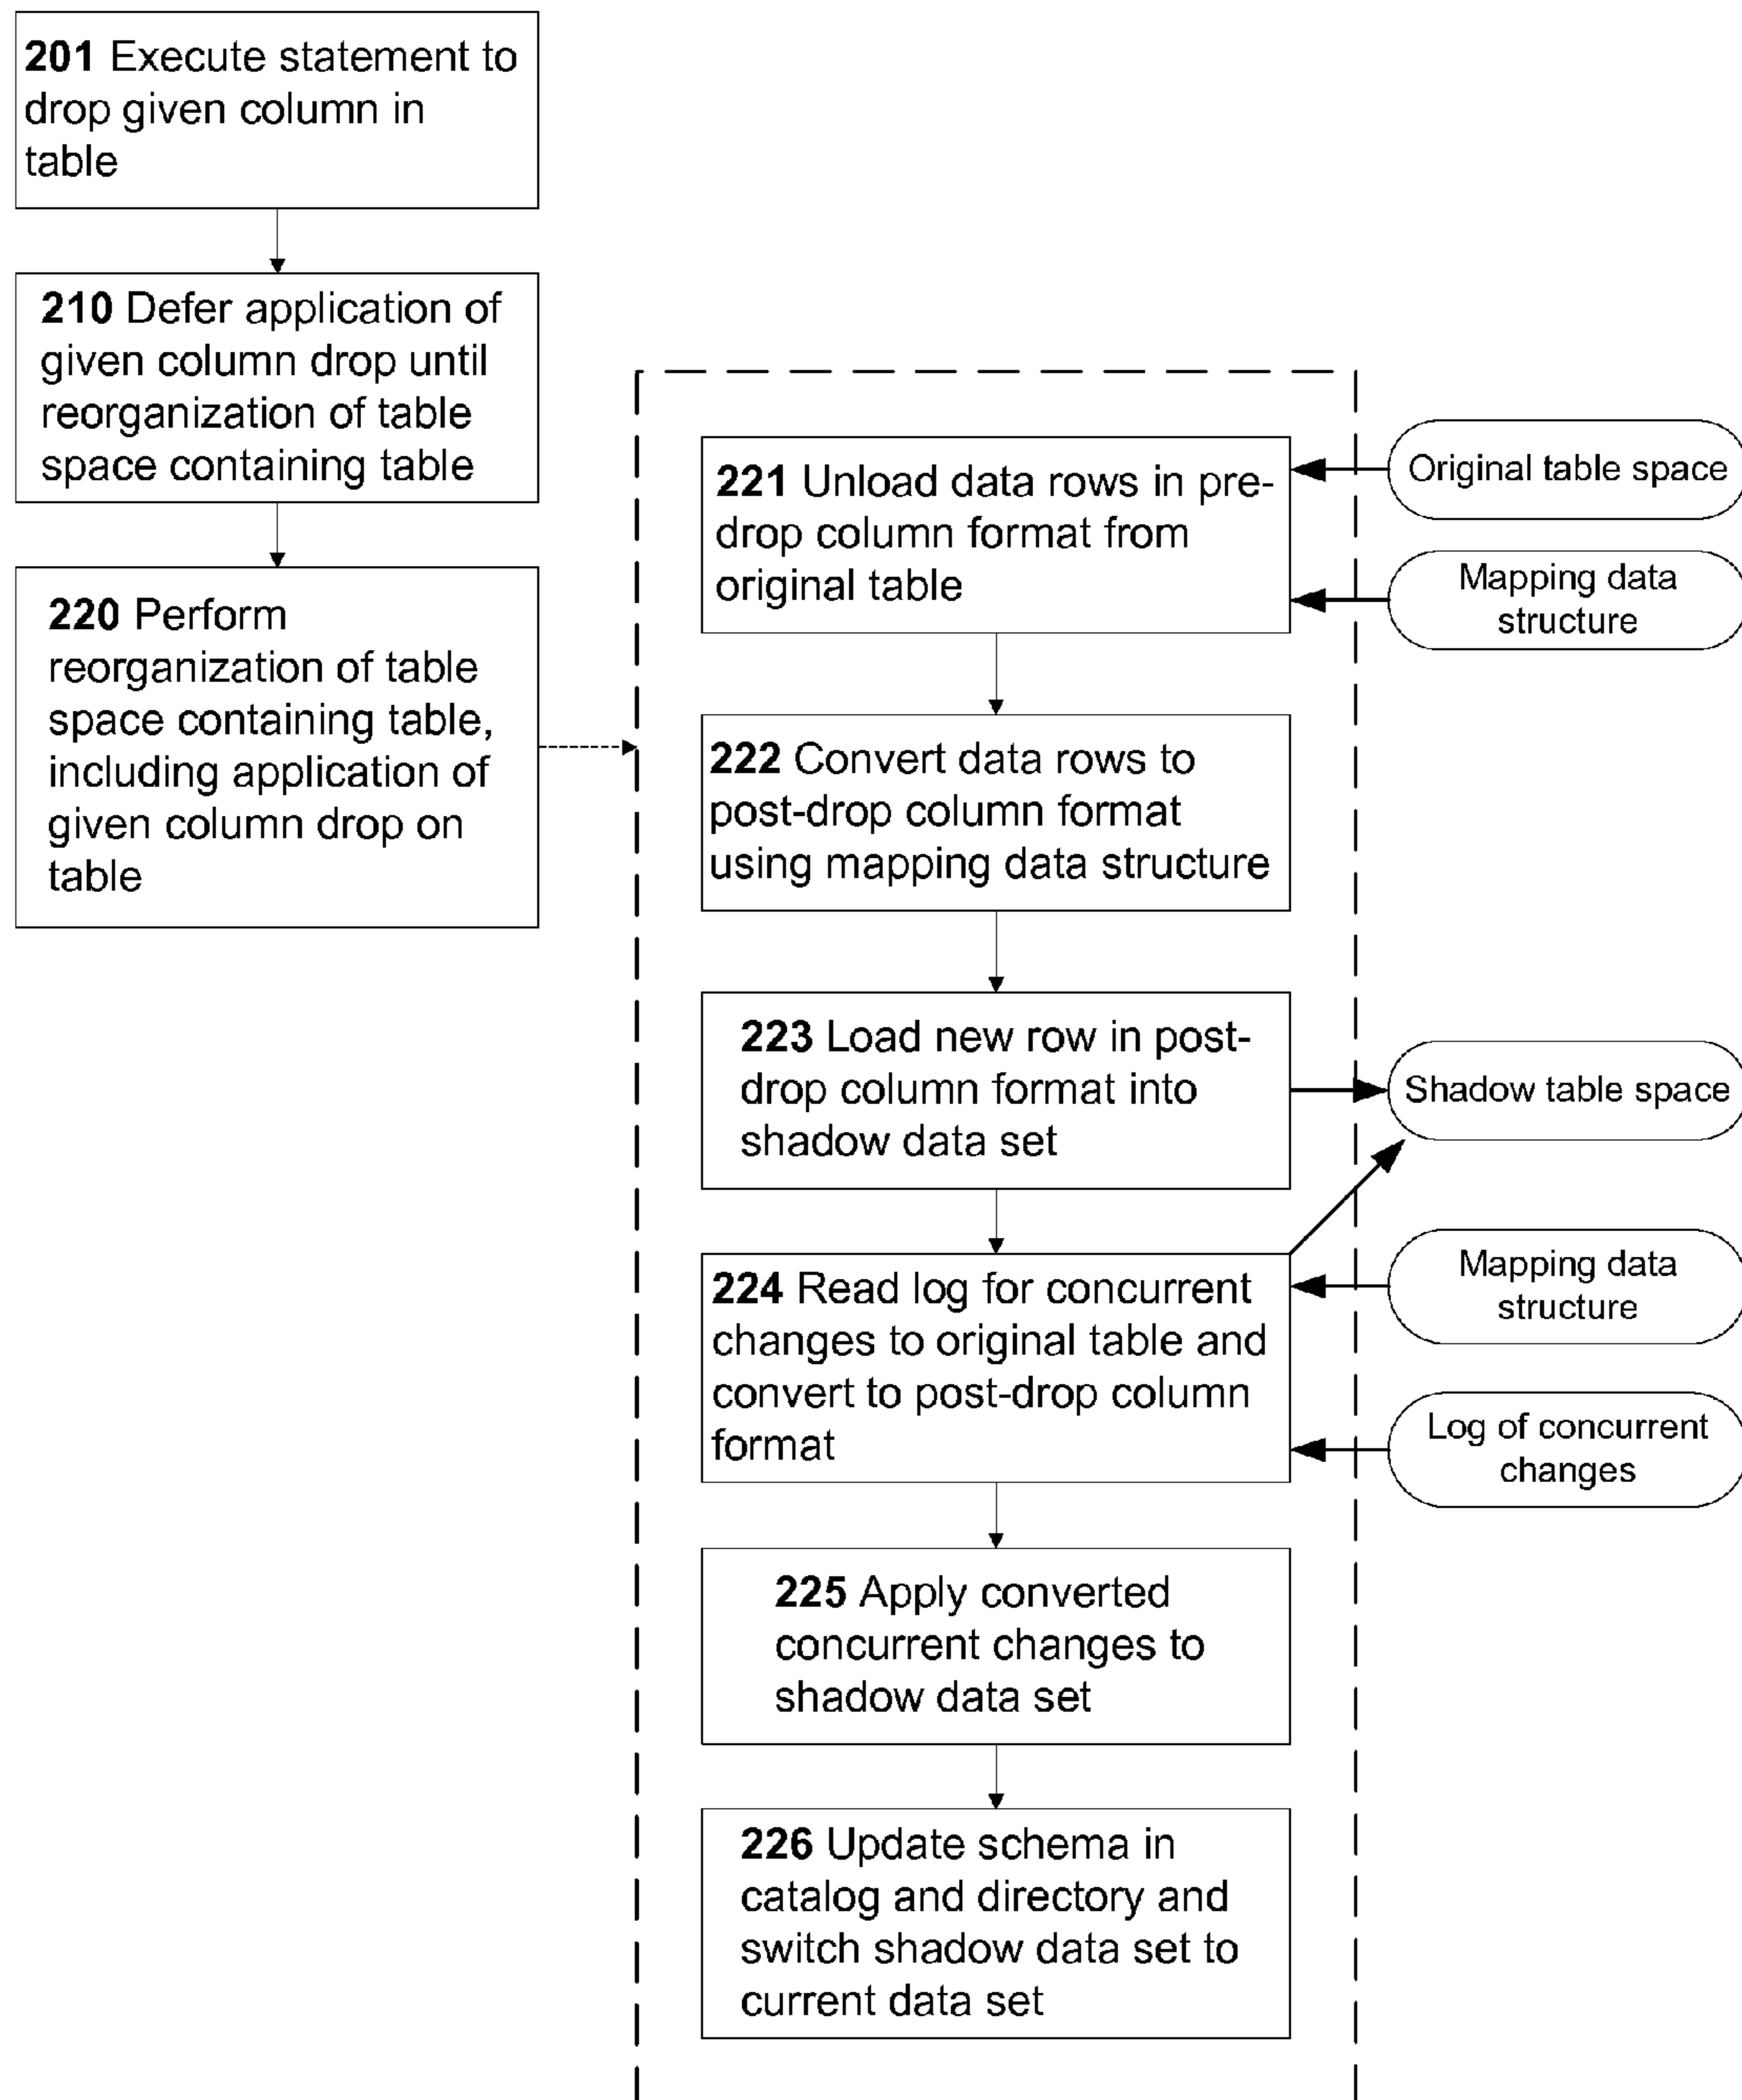 201 Execute statement to
drop given column in
table
210 Defer application of
given column drop until
reorganization of table
space containing table
220 Perform
reorganization of table
space containing table,
including application of
given column drop on
table
221 Unload data rows in pre-
drop column format from
original table
Original table space
Mapping data
structure
222 Convert data rows to
post-drop column format
using mapping data structure
223 Load new row in post-
drop column format into
shadow data set
Shadow table space
224 Read log for concurrent
changes to original table and
convert to post-drop column
format
Mapping data
structure
Log of concurrent
changes
225 Apply converted
concurrent changes to
shadow data set
226 Update schema in
catalog and directory and
switch shadow data set to
current data set